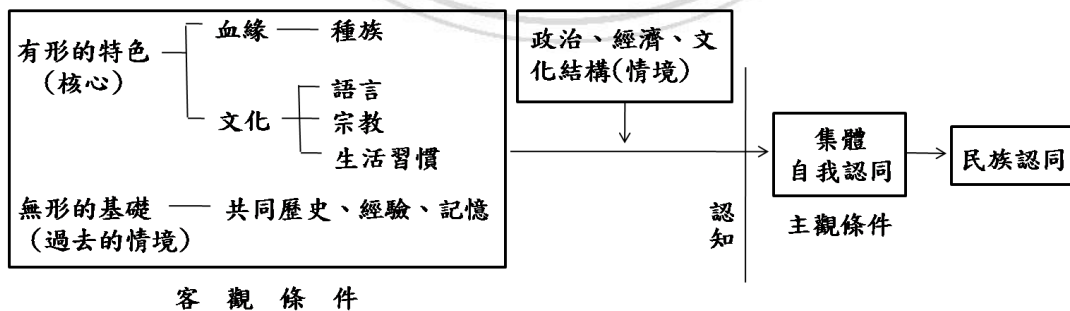 有形的特色
(核心)
血緣
種族
文化
語言
宗教
生活習慣
無形的基礎
(過去的情境)
共同歷史、經驗、記憶
客觀條件
政治、經濟、文
化結構(情境)
認知
集體
自我認同
主觀條件
民族認同